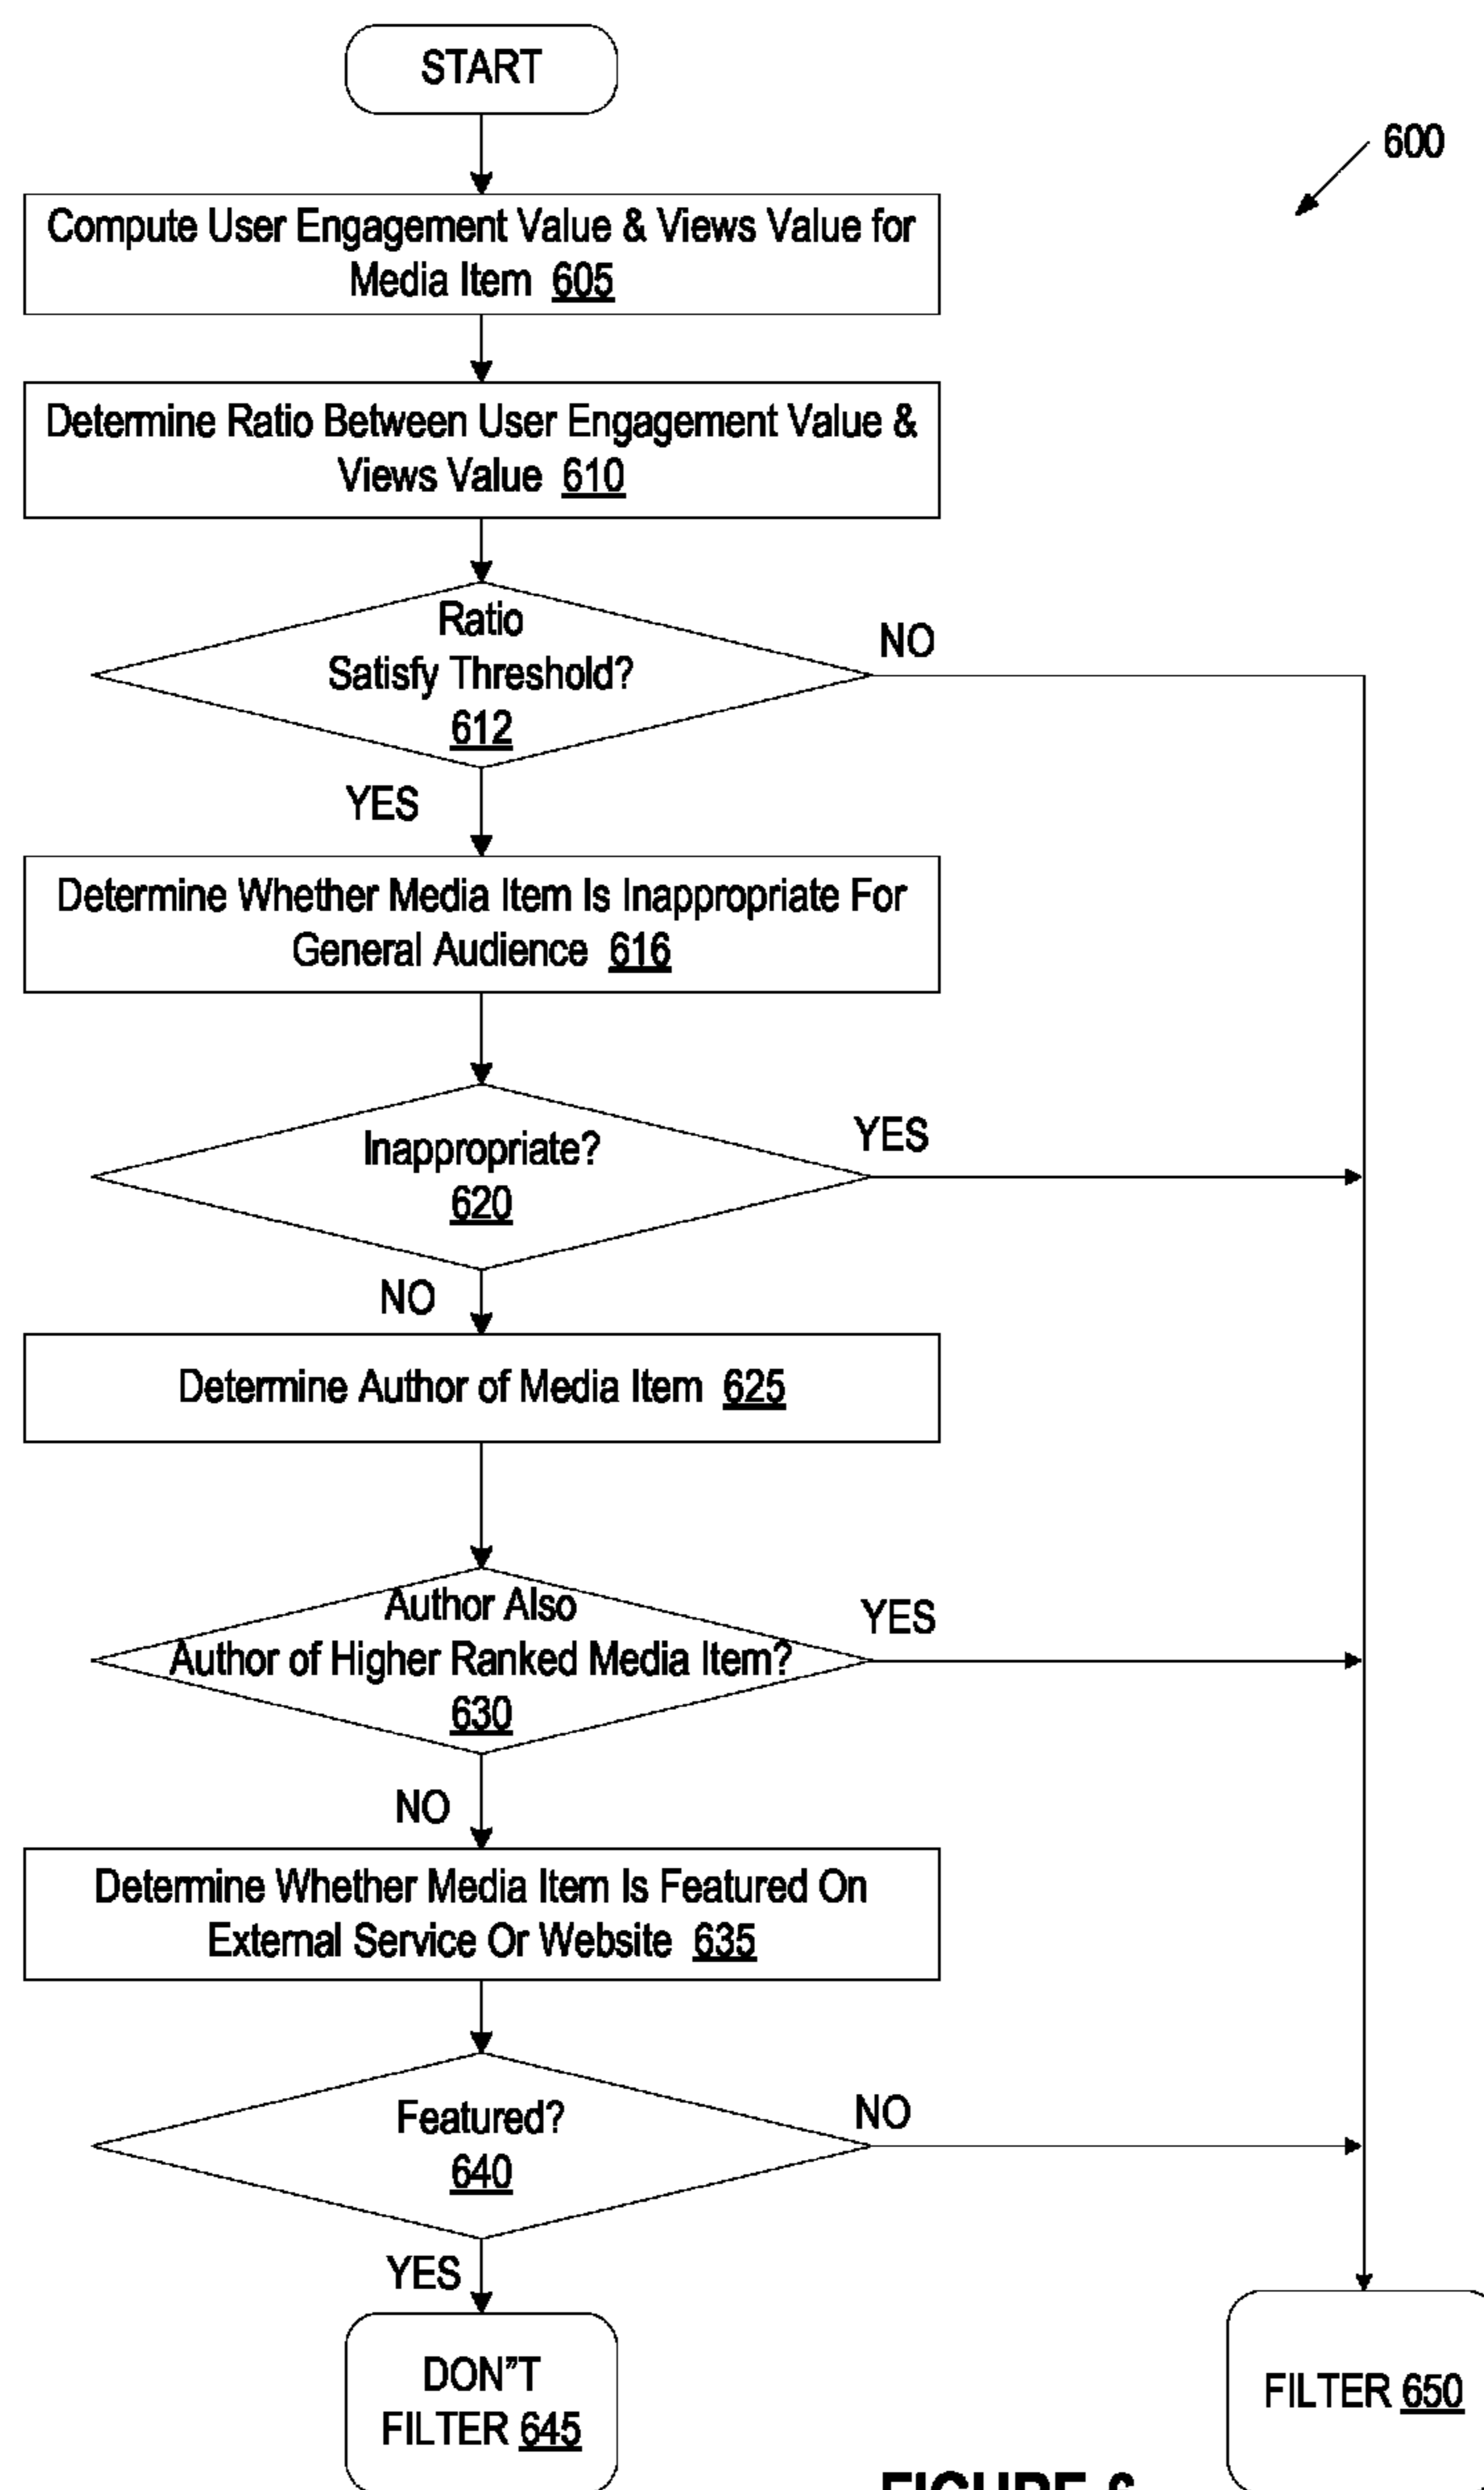 START
600
Compute User Engagement Value & Views Value for
Media Item 605
Determine Ratio Between User Engagement Value &
Views Value 610
Ratio
Satisfy Threshold?
612
NO
YES
Determine Whether Media Item Is Inappropriate For
General Audience 616
Inappropriate?
620
YES
NO
Determine Author of Media Item 625
Author Also
Author of Higher Ranked Media Item?
630
YES
NO
Determine Whether Media Item Is Featured On
External Service Or Website 635
Featured?
640
NO
YES
DON"T
FILTER 645
FILTER 650
FIGURE 6